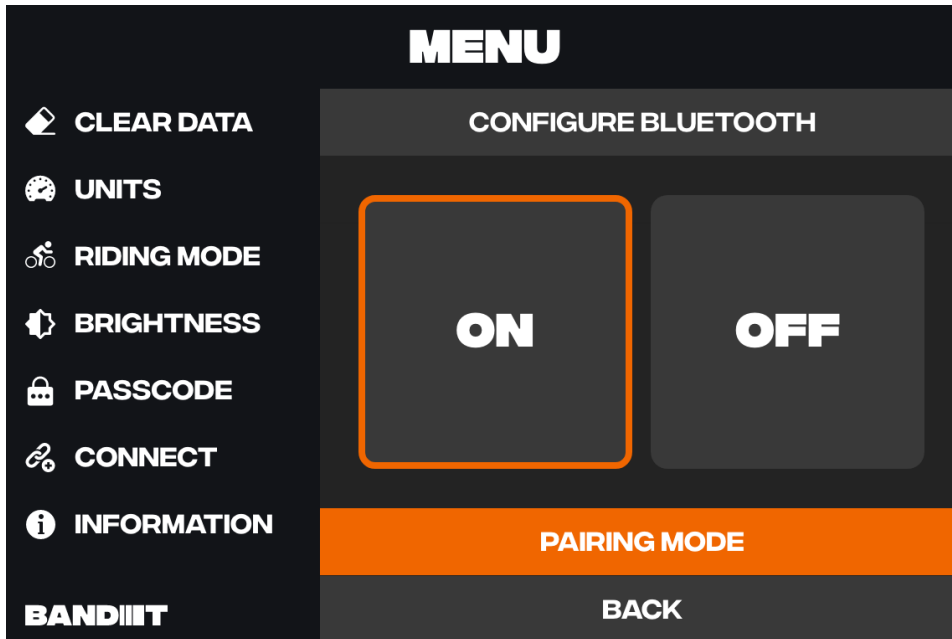 MENU
CLEAR DATA
UNITS
RIDING MODE
BRIGHTNESS
PASSCODE
CONNECT
INFORMATION
BANDIIIT
CONFIGURE BLUETOOTH
ON
OFF
PAIRING MODE
BACK